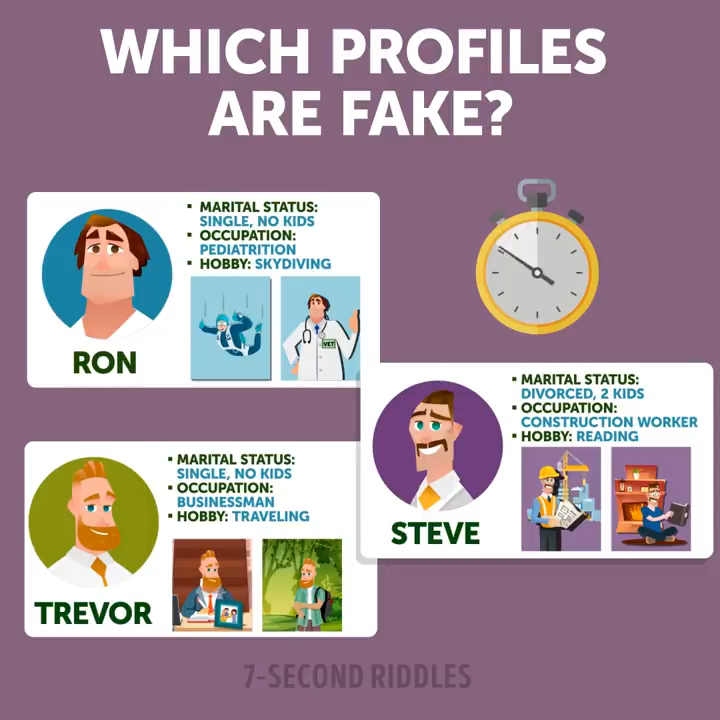 WHICH PROFILES
ARE FAKE?
▪ MARITAL STATUS:
SINGLE, NO KIDS
▪ OCCUPATION:
PEDIATRITION
▪ HOBBY: SKYDIVING
VET
RON
▪ MARITAL STATUS:
DIVORCED, 2 KIDS
▪ OCCUPATION:
CONSTRUCTION WORKER
▪ HOBBY: READING
STEVE
▪ MARITAL STATUS:
SINGLE, NO KIDS
▪ OCCUPATION:
BUSINESSMAN
▪ HOBBY: TRAVELING
TREVOR
7-SECOND RIDDLES